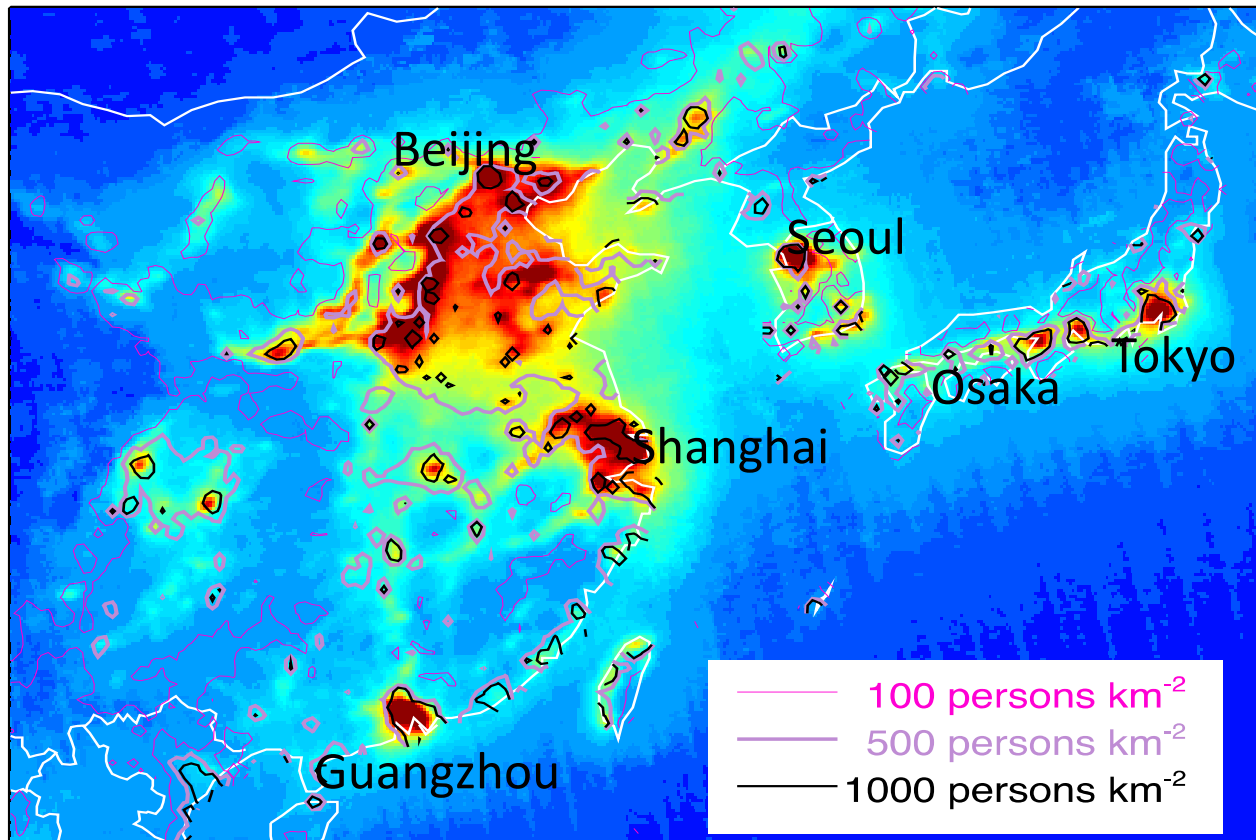 Beijing
Seoul
Tokyo
Osaka
Shanghai
Guangzhou
100 persons km⁻²
500 persons km⁻²
1000 persons km⁻²